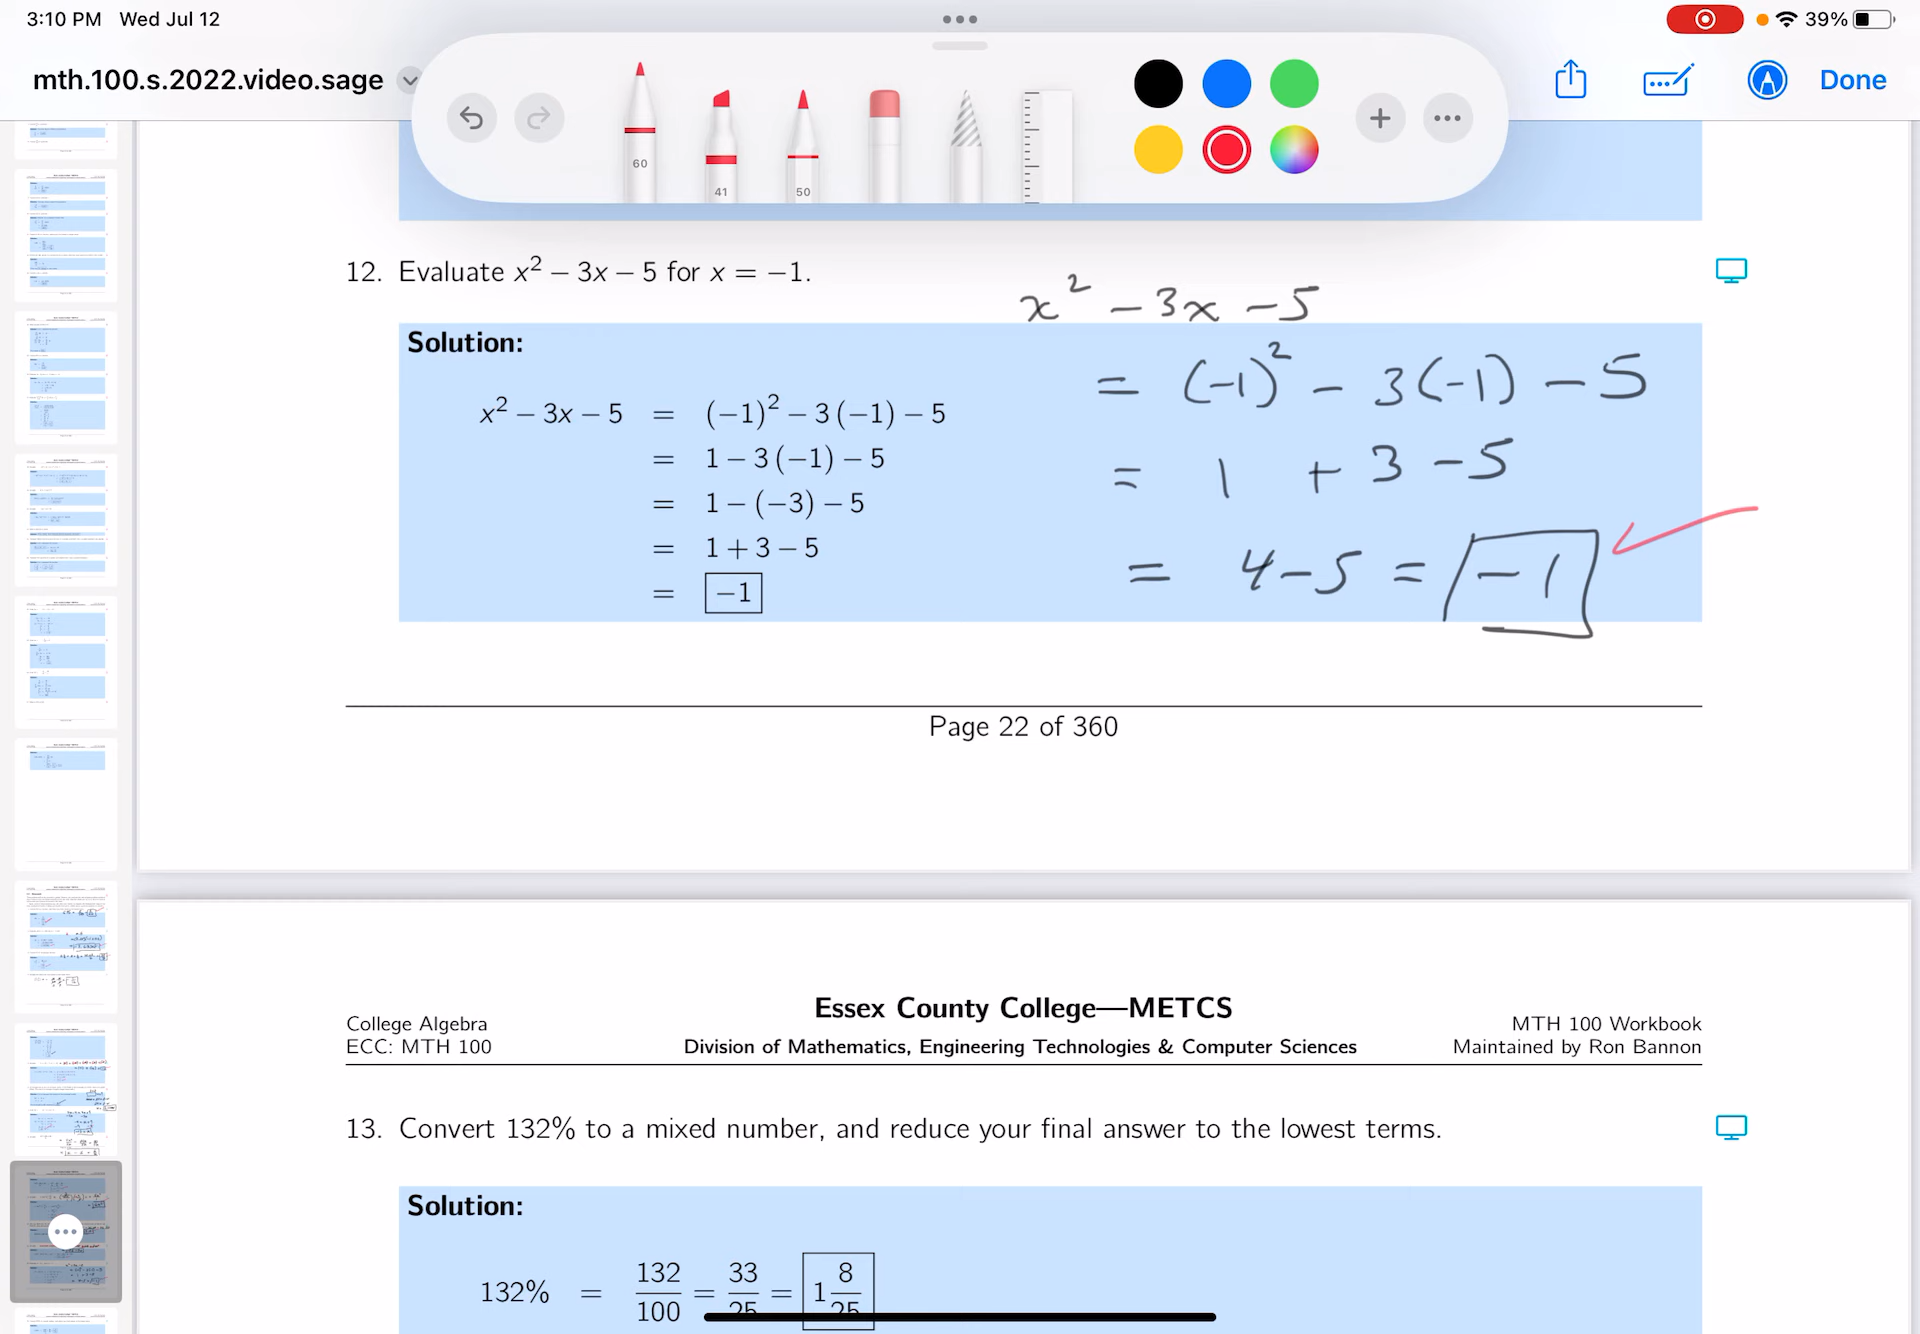 3:10 PM Wed Jul 12
39%
mth.100.s.2022.video.sage
60
41
50
Done
12. Evaluate x² − 3x − 5 for x = −1.
x² − 3x − 5
Solution:
x² − 3x − 5 = (−1)² − 3(−1) − 5
= 1 − 3(−1) − 5
= 1 − (−3) − 5
= 1 + 3 − 5
= −1
= (−1)² − 3(−1) − 5
= 1 + 3 − 5
= 4 − 5 = −1
Page 22 of 360
Essex County College—METCS
College Algebra
ECC: MTH 100
Division of Mathematics, Engineering Technologies & Computer Sciences
MTH 100 Workbook
Maintained by Ron Bannon
13. Convert 132% to a mixed number, and reduce your final answer to the lowest terms.
Solution:
132% = 132/100 = 33/25 = 1 8/25